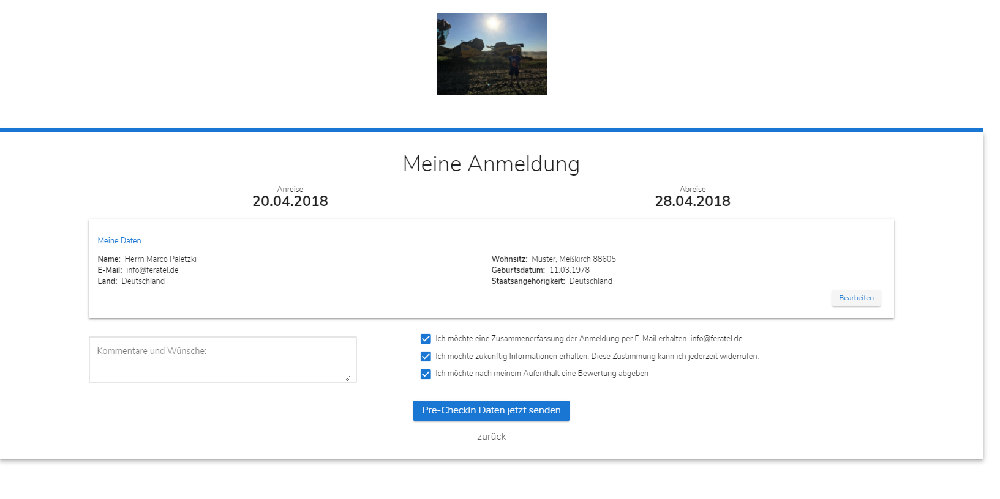 Meine Anmeldung
Anreise
20.04.2018
Abreise
28.04.2018
Meine Daten
Name: Herrn Marco Paletzki
E-Mail: info@feratel.de
Land: Deutschland
Wohnsitz: Muster, Meßkirch 88605
Geburtsdatum: 11.03.1978
Staatsangehörigkeit: Deutschland
Bearbeiten
Kommentare und Wünsche:
Ich möchte eine Zusammenerfassung der Anmeldung per E-Mail erhalten. info@feratel.de
Ich möchte zukünftig Informationen erhalten. Diese Zustimmung kann ich jederzeit widerrufen.
Ich möchte nach meinem Aufenthalt eine Bewertung abgeben
Pre-CheckIn Daten jetzt senden
zurück